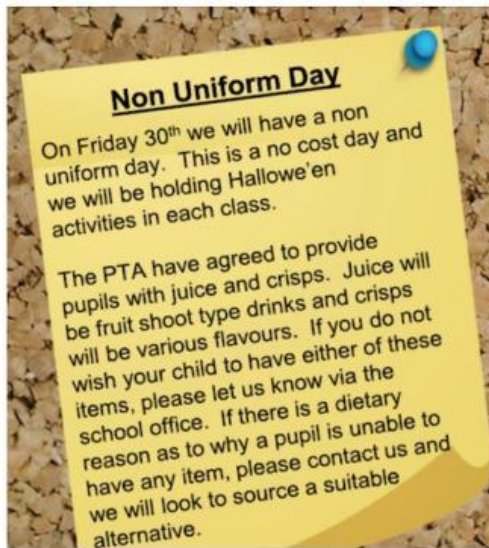 Non Uniform Day
On Friday 30th we will have a non
uniform day. This is a no cost day and
we will be holding Hallowe'en
activities in each class.
The PTA have agreed to provide
pupils with juice and crisps. Juice will
be fruit shoot type drinks and crisps
will be various flavours. If you do not
wish your child to have either of these
items, please let us know via the
school office. If there is a dietary
reason as to why a pupil is unable to
have any item, please contact us and
we will look to source a suitable
alternative.